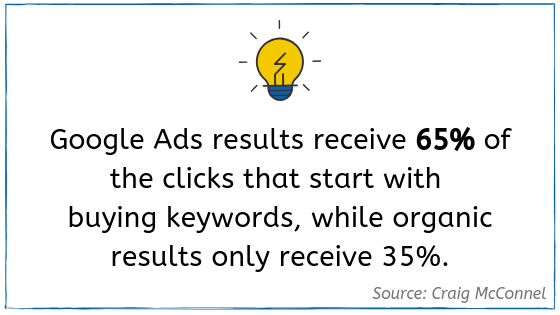 Google Ads results receive 65% of
the clicks that start with
buying keywords, while organic
results only receive 35%.
Source: Craig McConnel